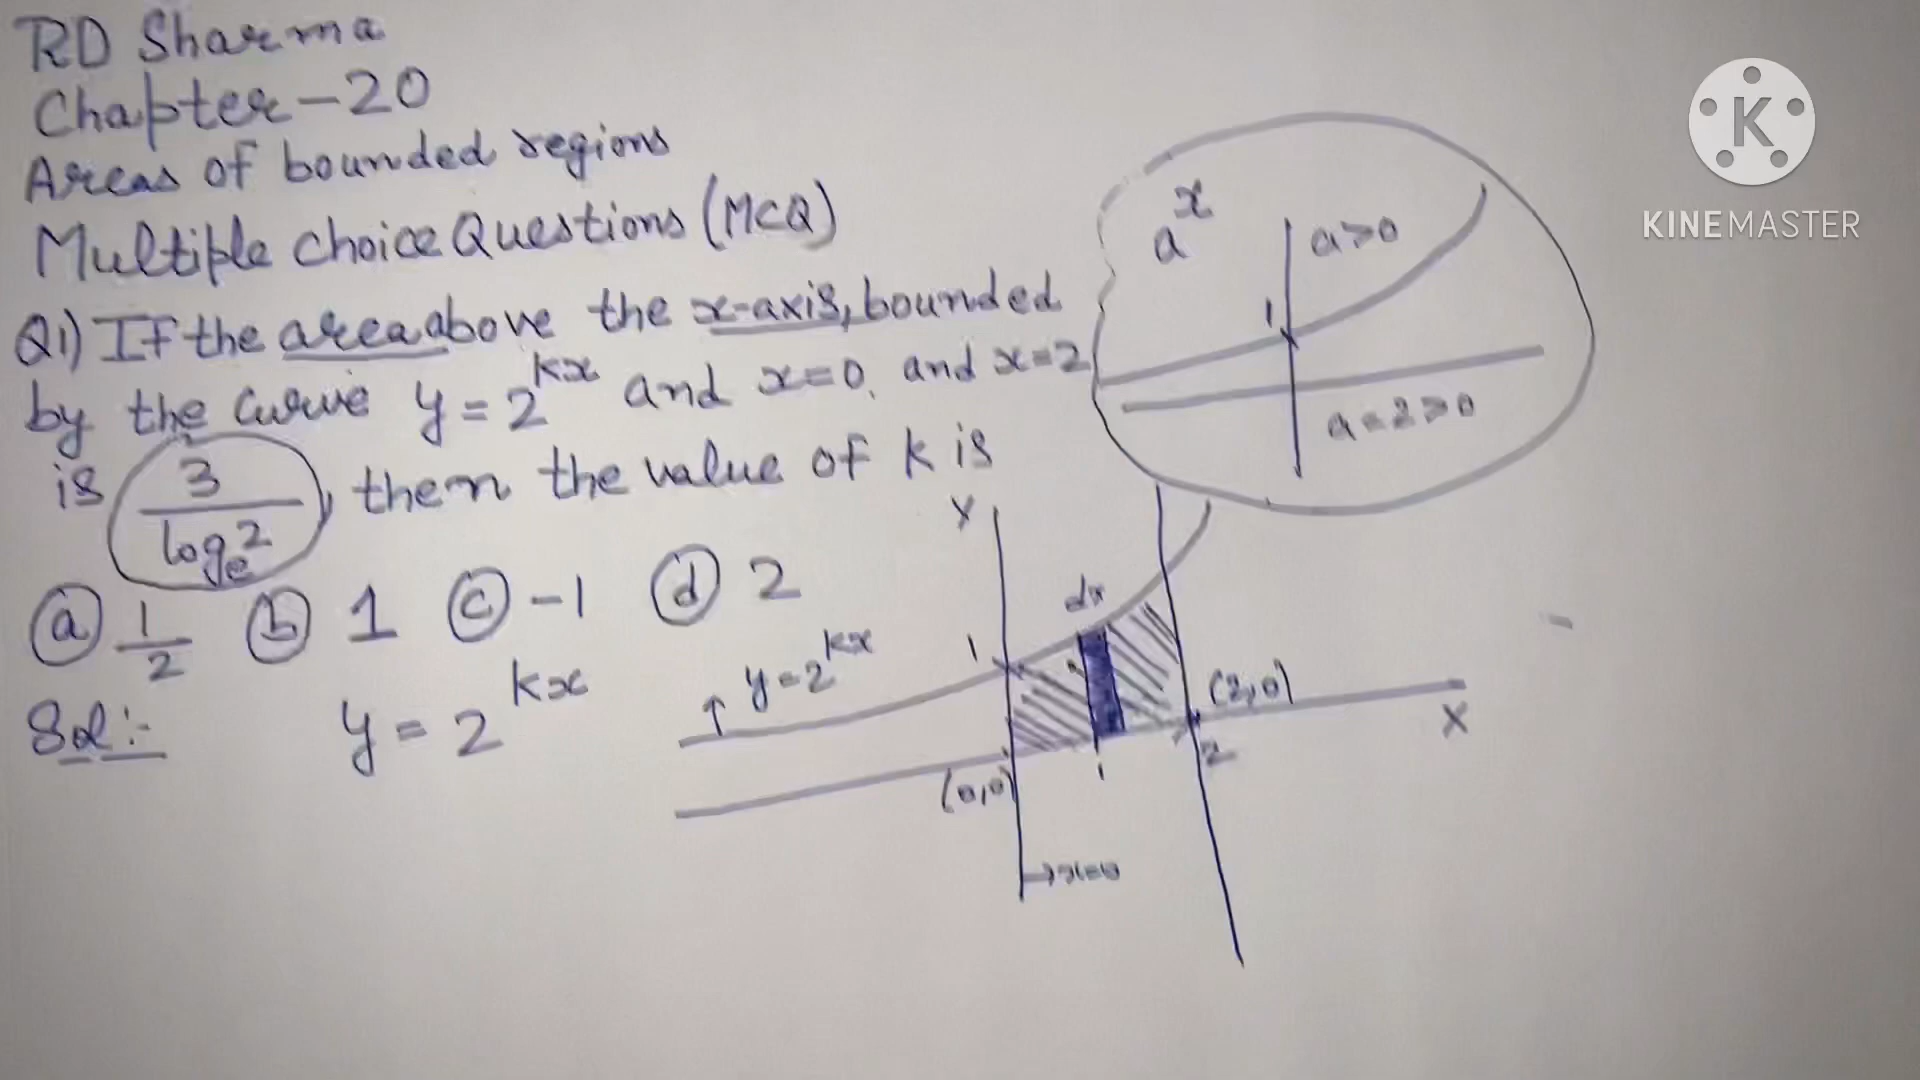 RD Sharma
Chapter-20
Areas of bounded regions
Multiple Choice Questions (MCQ)
Q1) If the area above the x-axis, bounded
by the curve y = 2^kx and x=0, and x=2
is 3/log_e 2, then the value of k is
(a) 1/2 (b) 1 (c) -1 (d) 2
Sol:- y = 2^kx
a^x
a>0
1
a=2>0
Y
dx
1
y=2^kx
(2,0)
X
(0,0)
1
2
→x=0
K
KINEMASTER